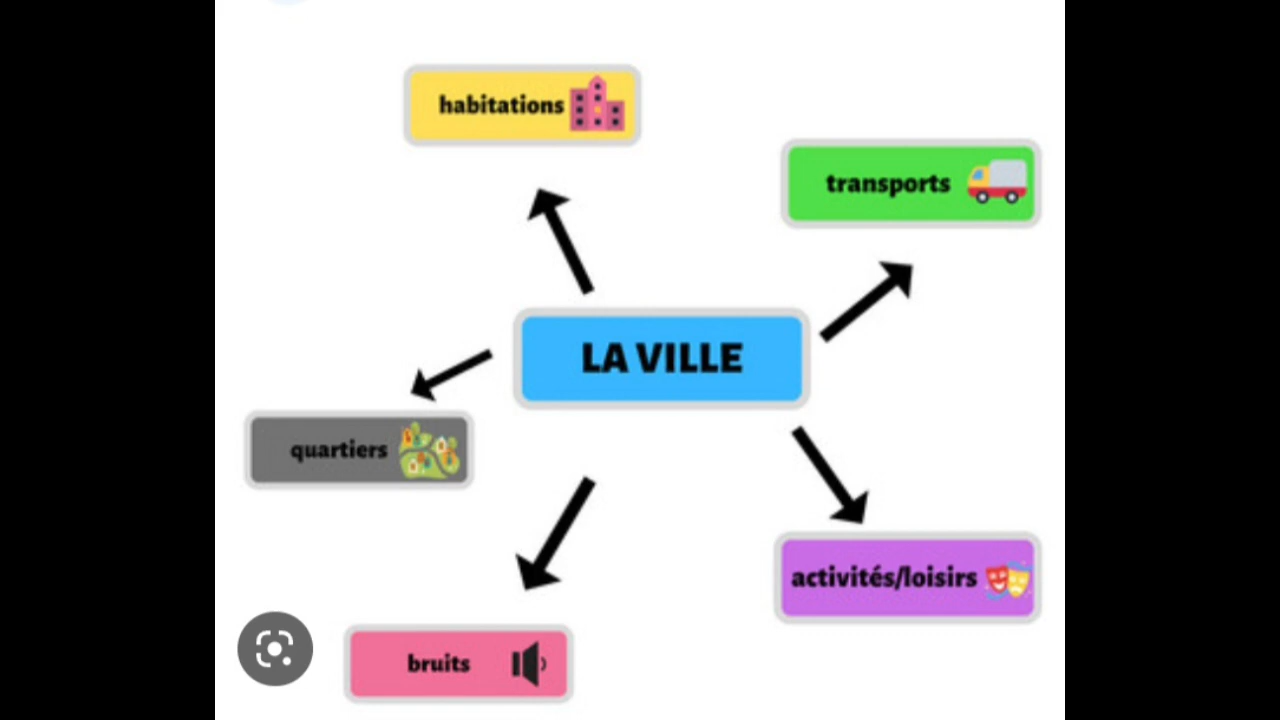 habitations
transports
LA VILLE
quartiers
activités/loisirs
bruits